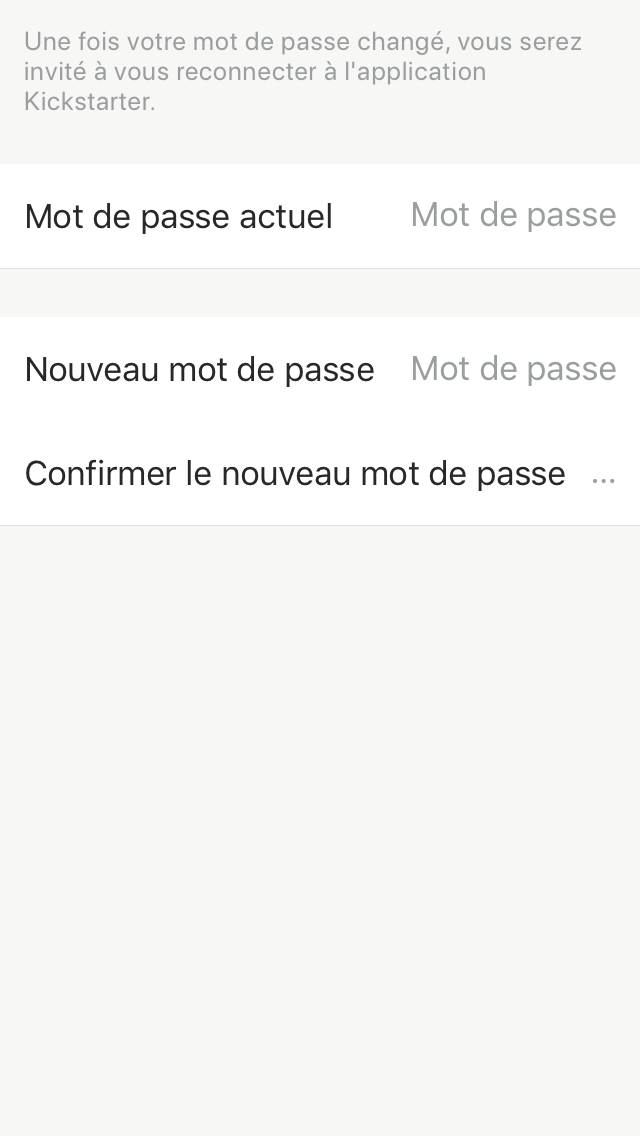 Une fois votre mot de passe changé, vous serez
invité à vous reconnecter à l'application
Kickstarter.
Mot de passe actuel Mot de passe
Nouveau mot de passe Mot de passe
Confirmer le nouveau mot de passe ...